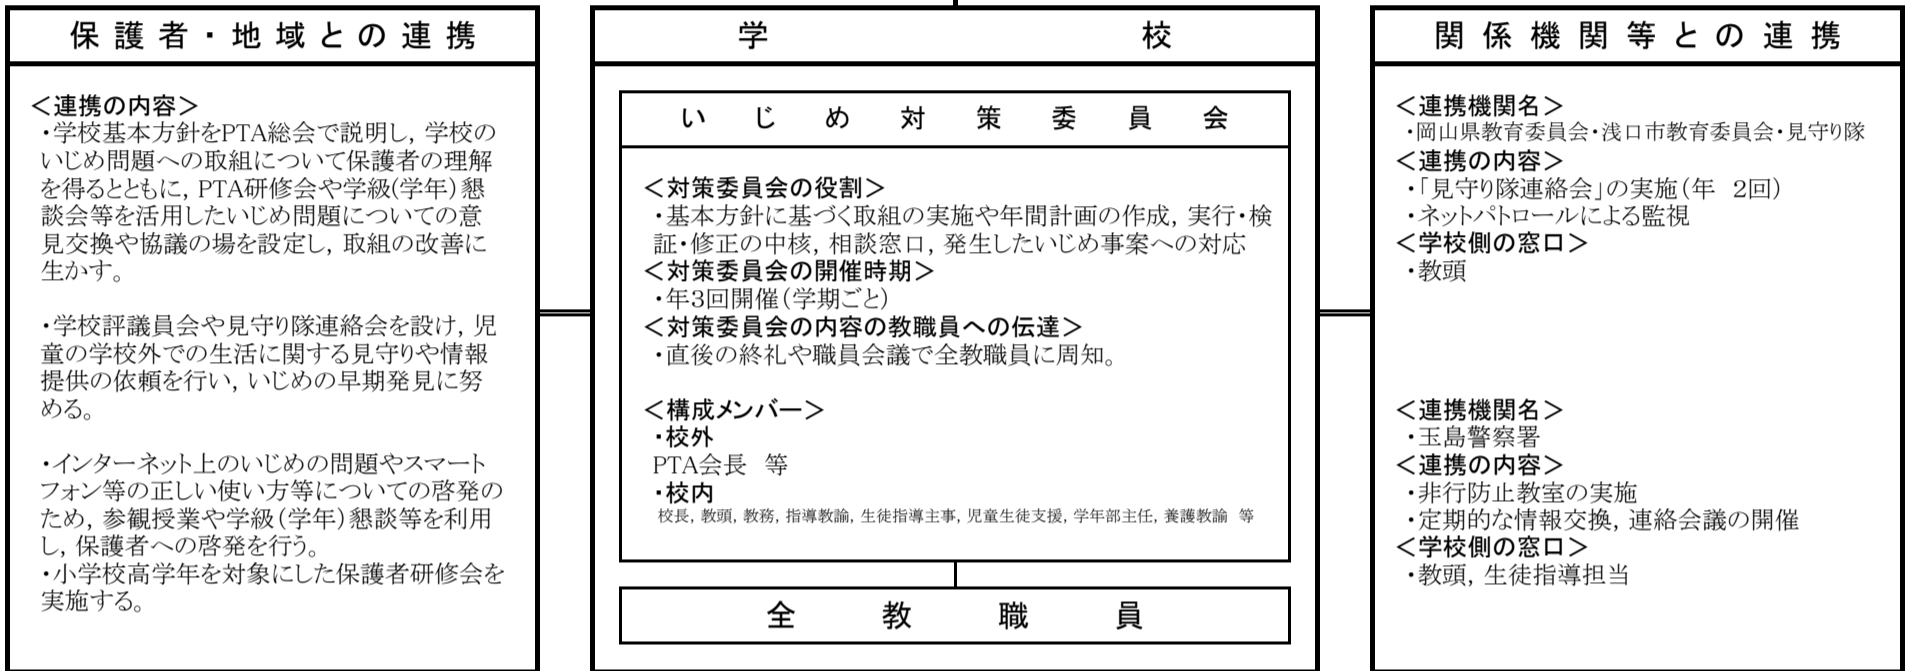 保護者・地域との連携
＜連携の内容＞
・学校基本方針をPTA総会で説明し，学校の
いじめ問題への取組について保護者の理解
を得るとともに，PTA研修会や学級(学年)懇
談会等を活用したいじめ問題についての意
見交換や協議の場を設定し，取組の改善に
生かす。
・学校評議員会や見守り隊連絡会を設け，児
童の学校外での生活に関する見守りや情報
提供の依頼を行い，いじめの早期発見に努
める。
・インターネット上のいじめの問題やスマート
フォン等の正しい使い方等についての啓発の
ため，参観授業や学級(学年)懇談等を利用
し，保護者への啓発を行う。
・小学校高学年を対象にした保護者研修会を
実施する。
学校
いじめ対策委員会
＜対策委員会の役割＞
・基本方針に基づく取組の実施や年間計画の作成，実行・検
証・修正の中核，相談窓口，発生したいじめ事案への対応
＜対策委員会の開催時期＞
・年3回開催(学期ごと)
＜対策委員会の内容の教職員への伝達＞
・直後の終礼や職員会議で全教職員に周知。
＜構成メンバー＞
・校外
PTA会長　等
・校内
校長，教頭，教務，指導教諭，生徒指導主事，児童生徒支援，学年部主任，養護教諭　等
全教職員
関係機関等との連携
＜連携機関名＞
・岡山県教育委員会・浅口市教育委員会・見守り隊
＜連携の内容＞
・「見守り隊連絡会」の実施(年　2回)
・ネットパトロールによる監視
＜学校側の窓口＞
・教頭
＜連携機関名＞
・玉島警察署
＜連携の内容＞
・非行防止教室の実施
・定期的な情報交換，連絡会議の開催
＜学校側の窓口＞
・教頭，生徒指導担当